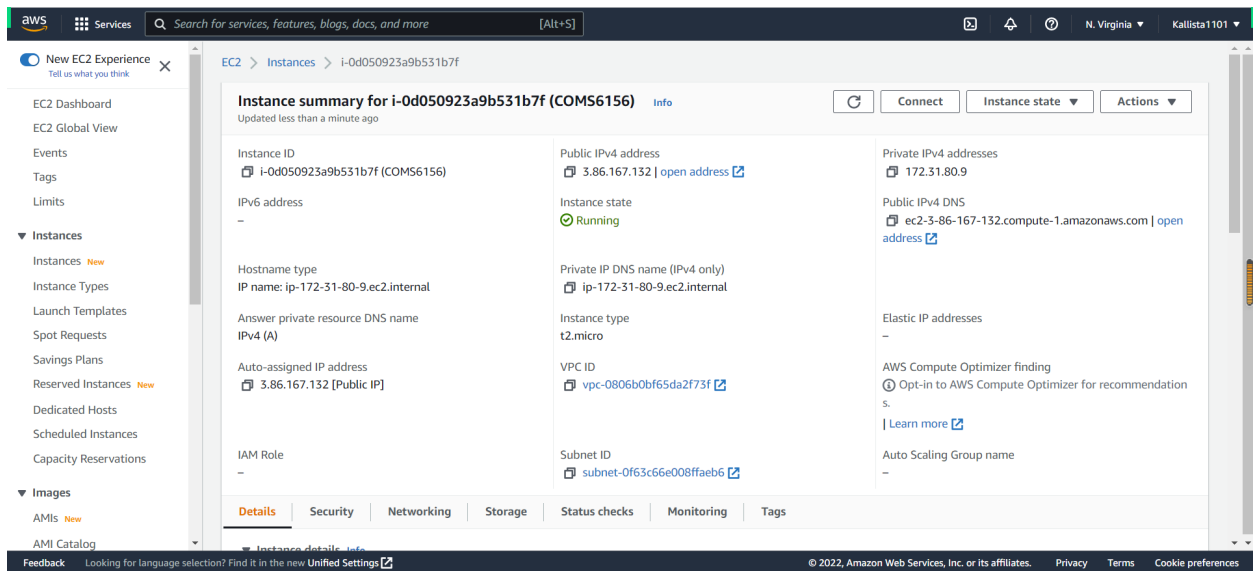 aws Services Search for services, features, blogs, docs, and more [Alt+S] N. Virginia ▼ Kallista1101 ▼
New EC2 Experience
Tell us what you think
EC2 Dashboard
EC2 Global View
Events
Tags
Limits
▼ Instances
Instances New
Instance Types
Launch Templates
Spot Requests
Savings Plans
Reserved Instances New
Dedicated Hosts
Scheduled Instances
Capacity Reservations
▼ Images
AMIs New
AMI Catalog
EC2 > Instances > i-0d050923a9b531b7f
Instance summary for i-0d050923a9b531b7f (COMS6156) Info
Updated less than a minute ago
Connect Instance state ▼ Actions ▼
Instance ID
i-0d050923a9b531b7f (COMS6156)
Public IPv4 address
3.86.167.132 | open address
Private IPv4 addresses
172.31.80.9
IPv6 address
–
Instance state
Running
Public IPv4 DNS
ec2-3-86-167-132.compute-1.amazonaws.com | open
address
Hostname type
IP name: ip-172-31-80-9.ec2.internal
Private IP DNS name (IPv4 only)
ip-172-31-80-9.ec2.internal
Answer private resource DNS name
IPv4 (A)
Instance type
t2.micro
Elastic IP addresses
–
Auto-assigned IP address
3.86.167.132 [Public IP]
VPC ID
vpc-0806b0bf65da2f73f
AWS Compute Optimizer finding
Opt-in to AWS Compute Optimizer for recommendation
s.
| Learn more
IAM Role
–
Subnet ID
subnet-0f63c66e008ffaeb6
Auto Scaling Group name
–
Details Security Networking Storage Status checks Monitoring Tags
▼ Instance details Info
Feedback Looking for language selection? Find it in the new Unified Settings © 2022, Amazon Web Services, Inc. or its affiliates. Privacy Terms Cookie preferences